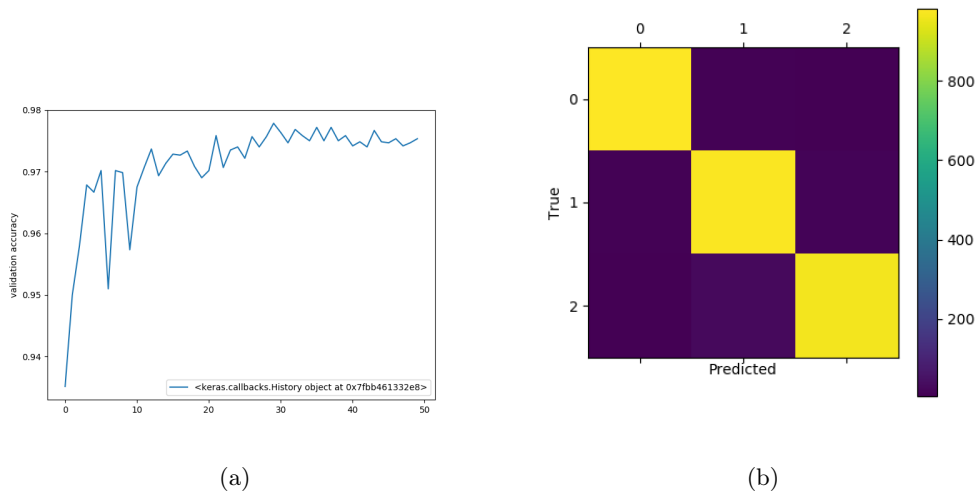 0.98
0.97
0.96
0.95
0.94
validation accuracy
<keras.callbacks.History object at 0x7fbb461332e8>
0 10 20 30 40 50
(a)
0 1 2
0
1
2
True
Predicted
800
600
400
200
(b)